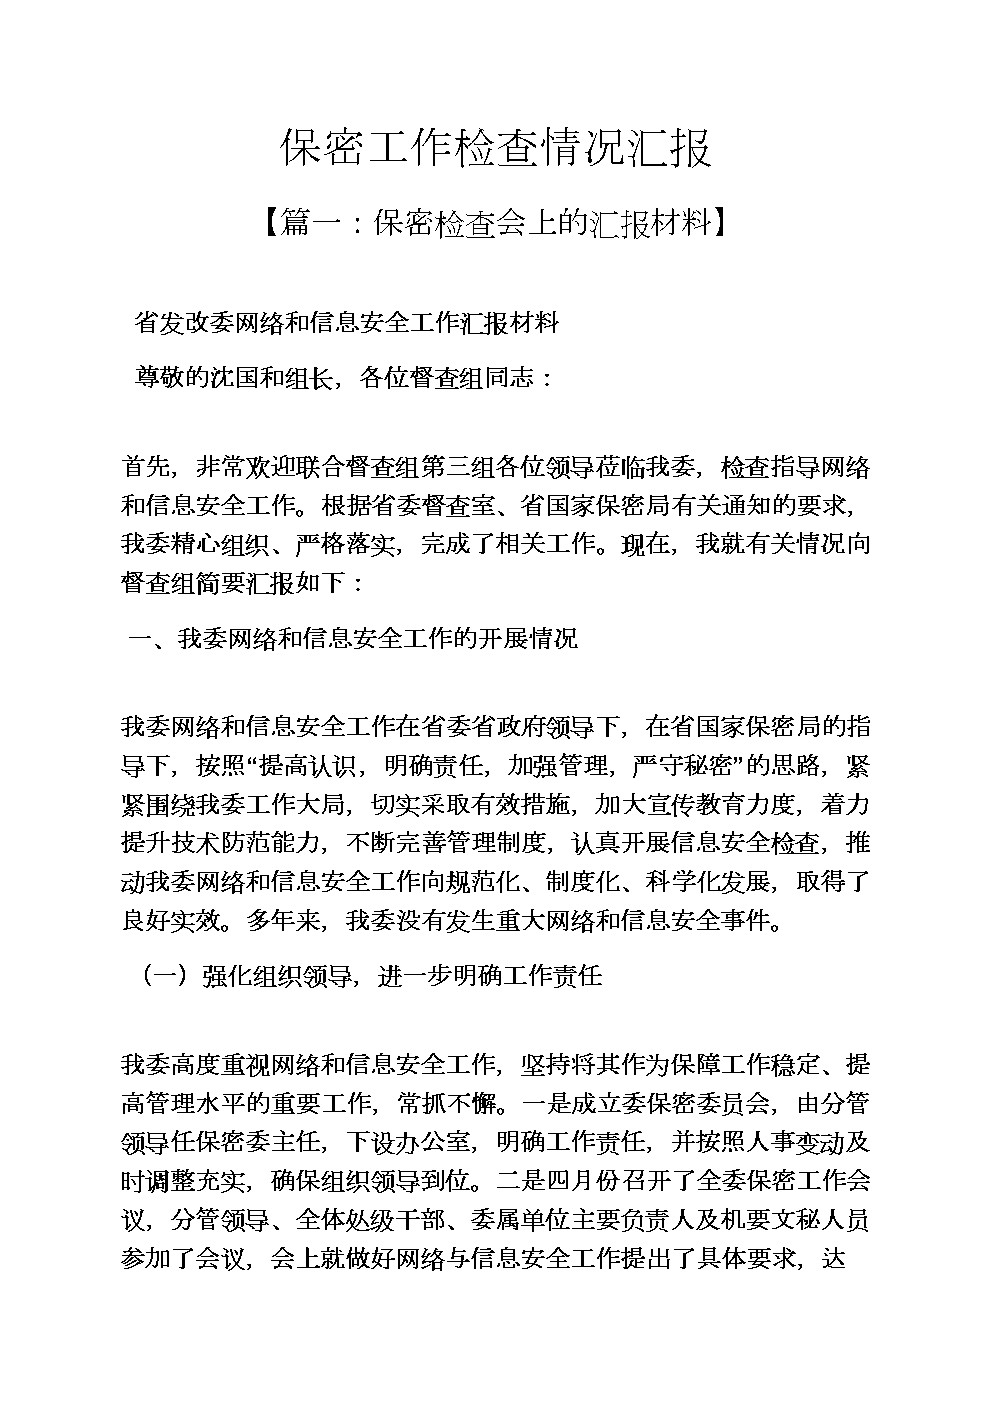 保密工作检查情况汇报
【篇一：保密检查会上的汇报材料】
省发改委网络和信息安全工作汇报材料
尊敬的沈国和组长，各位督查组同志：
首先，非常欢迎联合督查组第三组各位领导莅临我委，检查指导网络
和信息安全工作。根据省委督查室、省国家保密局有关通知的要求，
我委精心组织、严格落实，完成了相关工作。现在，我就有关情况向
督查组简要汇报如下：
一、我委网络和信息安全工作的开展情况
我委网络和信息安全工作在省委省政府领导下，在省国家保密局的指
导下，按照“提高认识，明确责任，加强管理，严守秘密”的思路，紧
紧围绕我委工作大局，切实采取有效措施，加大宣传教育力度，着力
提升技术防范能力，不断完善管理制度，认真开展信息安全检查，推
动我委网络和信息安全工作向规范化、制度化、科学化发展，取得了
良好实效。多年来，我委没有发生重大网络和信息安全事件。
（一）强化组织领导，进一步明确工作责任
我委高度重视网络和信息安全工作，坚持将其作为保障工作稳定、提
高管理水平的重要工作，常抓不懈。一是成立委保密委员会，由分管
领导任保密委主任，下设办公室，明确工作责任，并按照人事变动及
时调整充实，确保组织领导到位。二是四月份召开了全委保密工作会
议，分管领导、全体处级干部、委属单位主要负责人及机要文秘人员
参加了会议，会上就做好网络与信息安全工作提出了具体要求，达